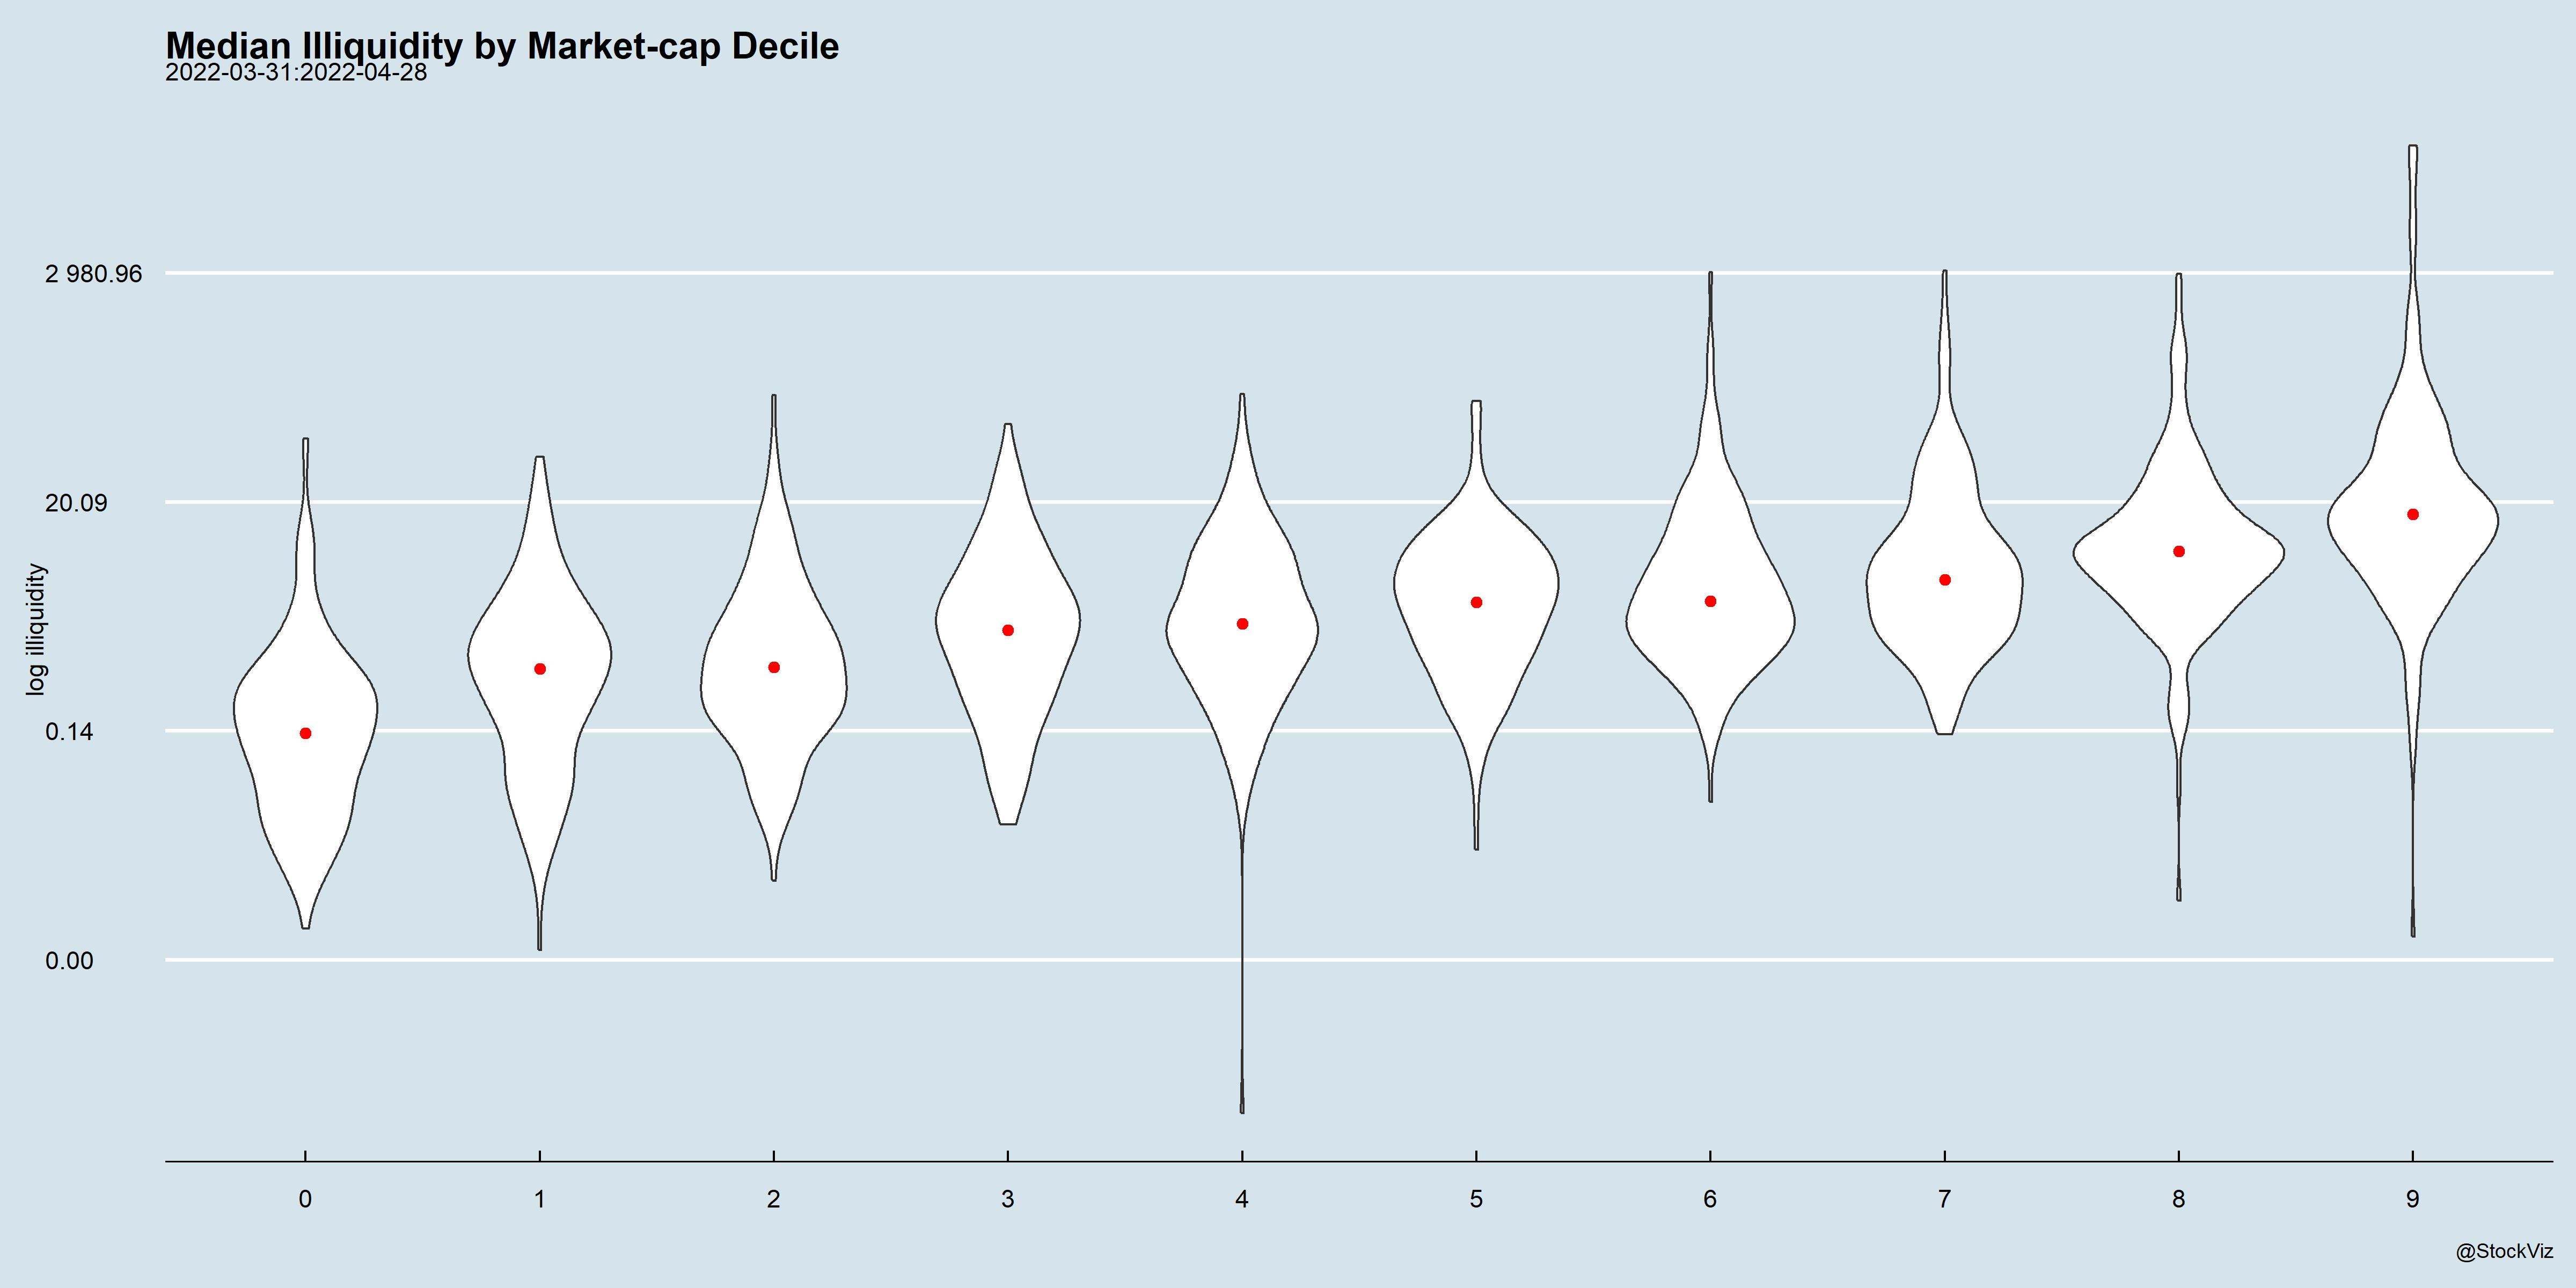 Median Illiquidity by Market-cap Decile
2022-03-31:2022-04-28
2 980.96
20.09
0.14
0.00
log illiquidity
0 1 2 3 4 5 6 7 8 9
@StockViz